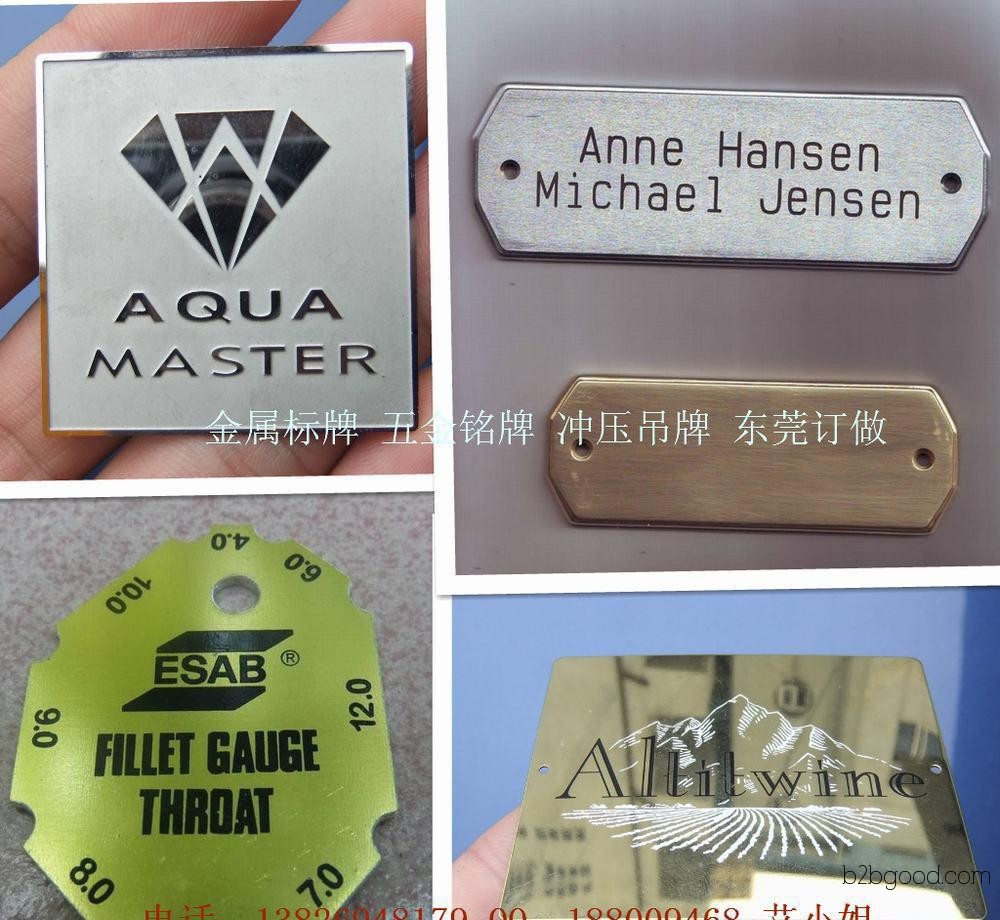 AQUA
MASTER
Anne Hansen
Michael Jensen
金属标牌 五金铭牌 冲压吊牌 东莞订做
4.0
6.0
10.0
ESAB®
9.0
12.0
FILLET GAUGE
THROAT
8.0
7.0
Altitwine
b2bgood.com